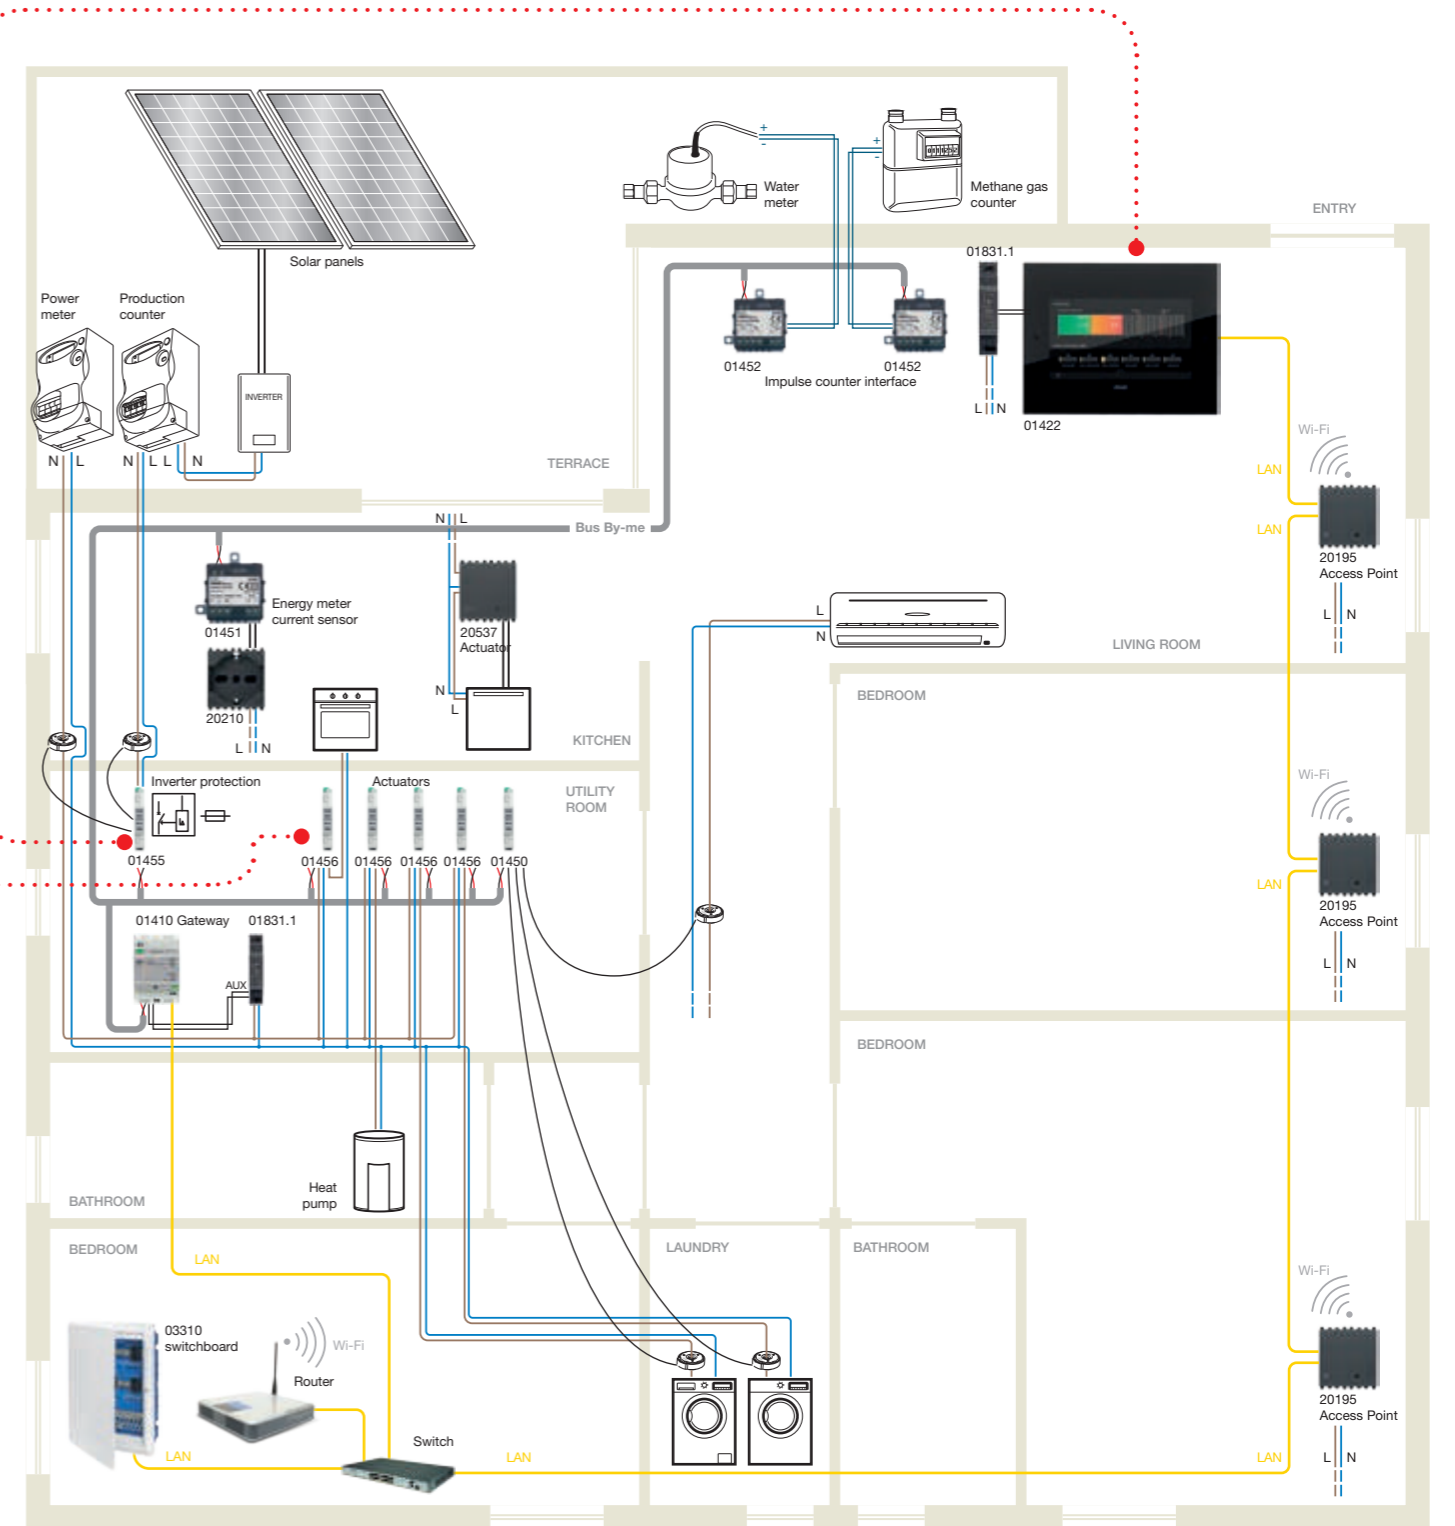 ENTRY
Water
meter
+
-
+
-
Methane gas
counter
Solar panels
01831.1
Power
meter
Production
counter
INVERTER
01452
01452
Impulse counter interface
L N
01422
Wi-Fi
N L
N L L N
TERRACE
LAN
LAN
N L
Bus By-me
20195
Access Point
L N
Energy meter
current sensor
01451
20537
Actuator
L
N
LIVING ROOM
20210
N
L
L N
KITCHEN
BEDROOM
Inverter protection
Actuators
UTILITY
ROOM
Wi-Fi
01455
01456
01456
01456
01456
01450
LAN
20195
Access Point
L N
01410 Gateway
01831.1
AUX
BEDROOM
Heat
pump
BATHROOM
BEDROOM
LAN
LAUNDRY
BATHROOM
Wi-Fi
03310
switchboard
Wi-Fi
Router
20195
Access Point
Switch
LAN
LAN
LAN
L N